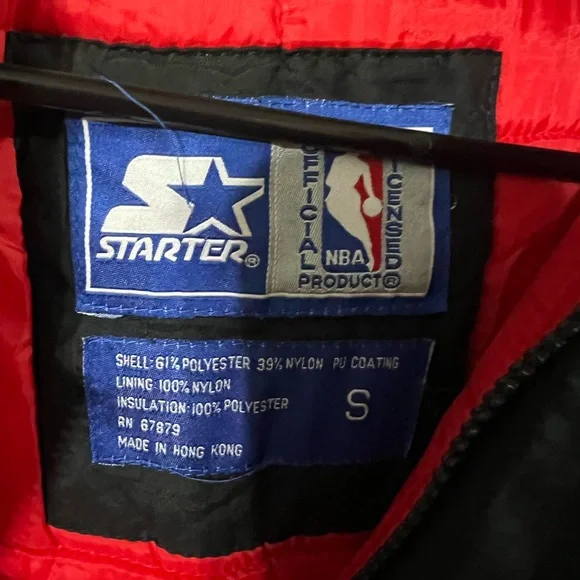 STARTER®
OFFICIAL
LICENSED
NBA
PRODUCT®
SHELL: 61% POLYESTER 39% NYLON PU COATING
LINING 100% NYLON
INSULATION: 100% POLYESTER
RN 67879
MADE IN HONG KONG
S